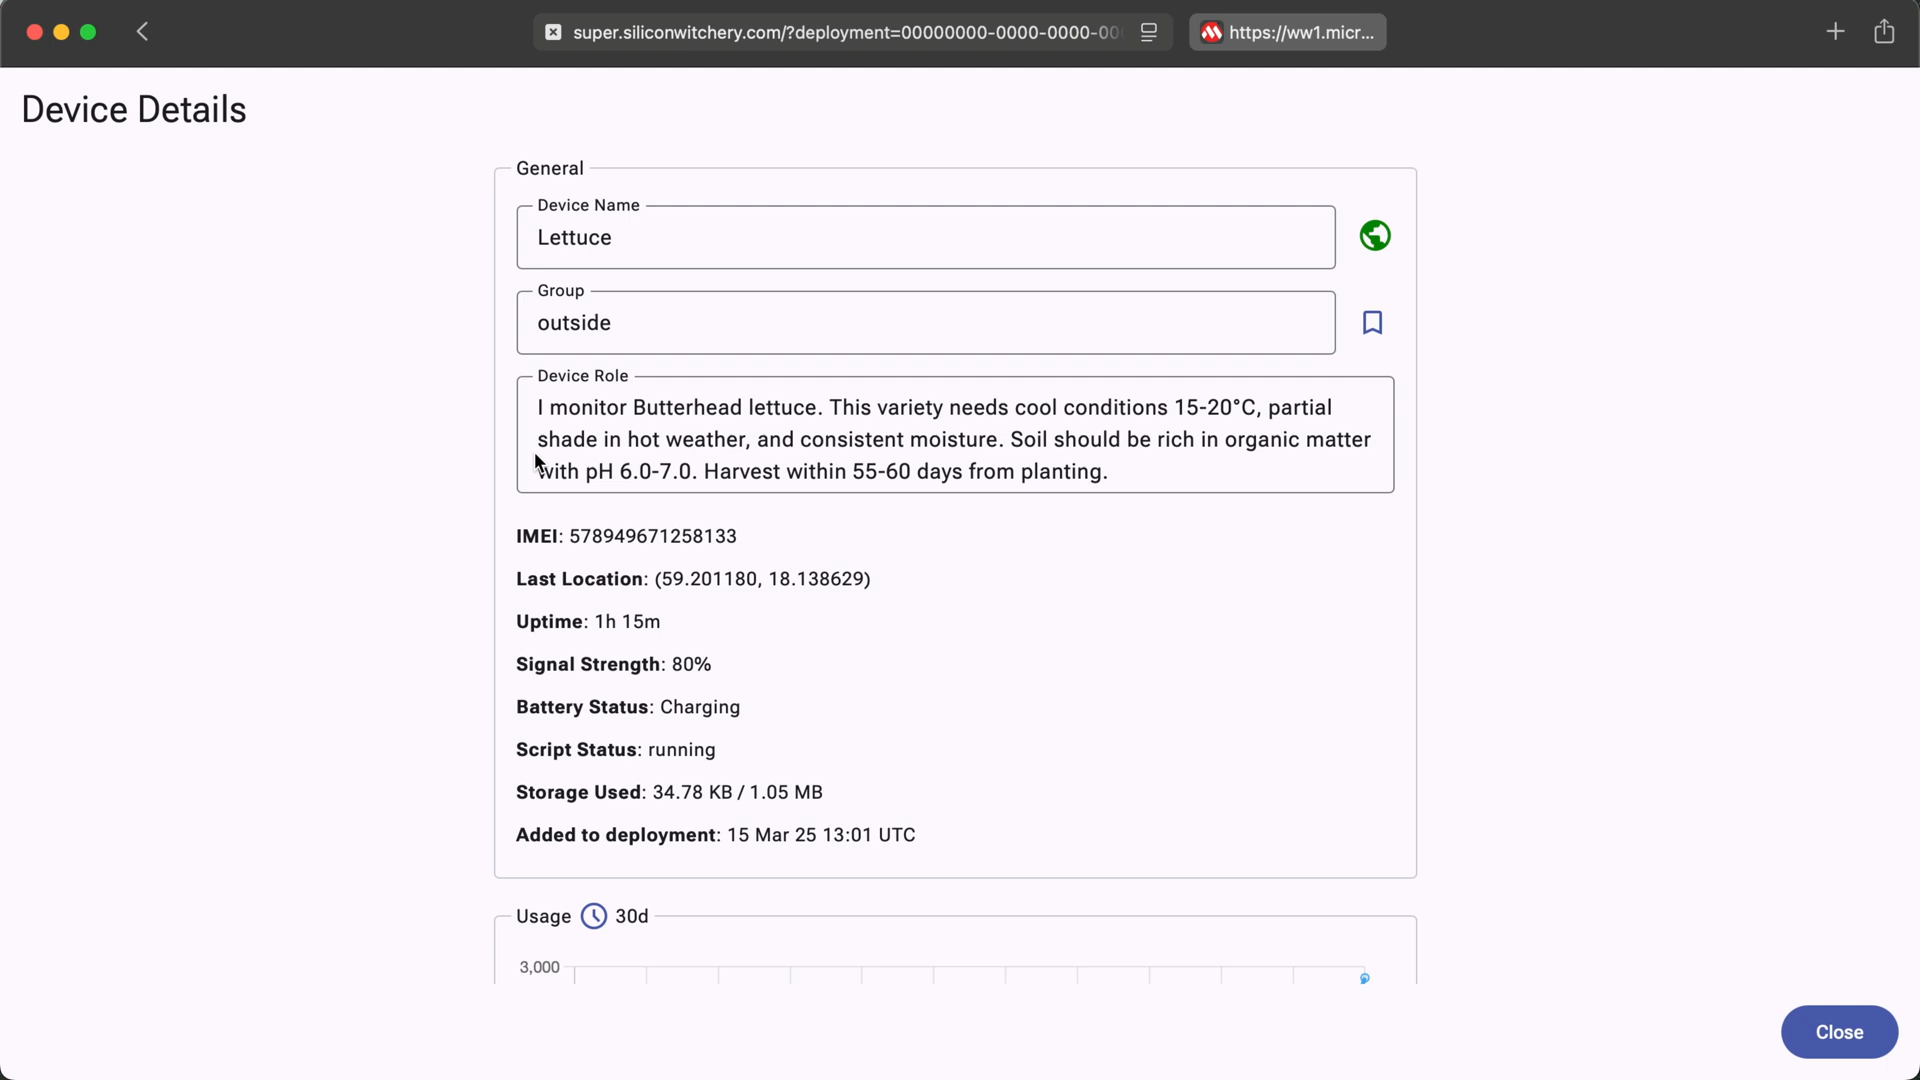 super.siliconwitchery.com/?deployment=00000000-0000-0000-00
https://ww1.micr...
Device Details
General
Device Name
Lettuce
Group
outside
Device Role
I monitor Butterhead lettuce. This variety needs cool conditions 15-20°C, partial
shade in hot weather, and consistent moisture. Soil should be rich in organic matter
with pH 6.0-7.0. Harvest within 55-60 days from planting.
IMEI: 578949671258133
Last Location: (59.201180, 18.138629)
Uptime: 1h 15m
Signal Strength: 80%
Battery Status: Charging
Script Status: running
Storage Used: 34.78 KB / 1.05 MB
Added to deployment: 15 Mar 25 13:01 UTC
Usage 30d
3,000
Close